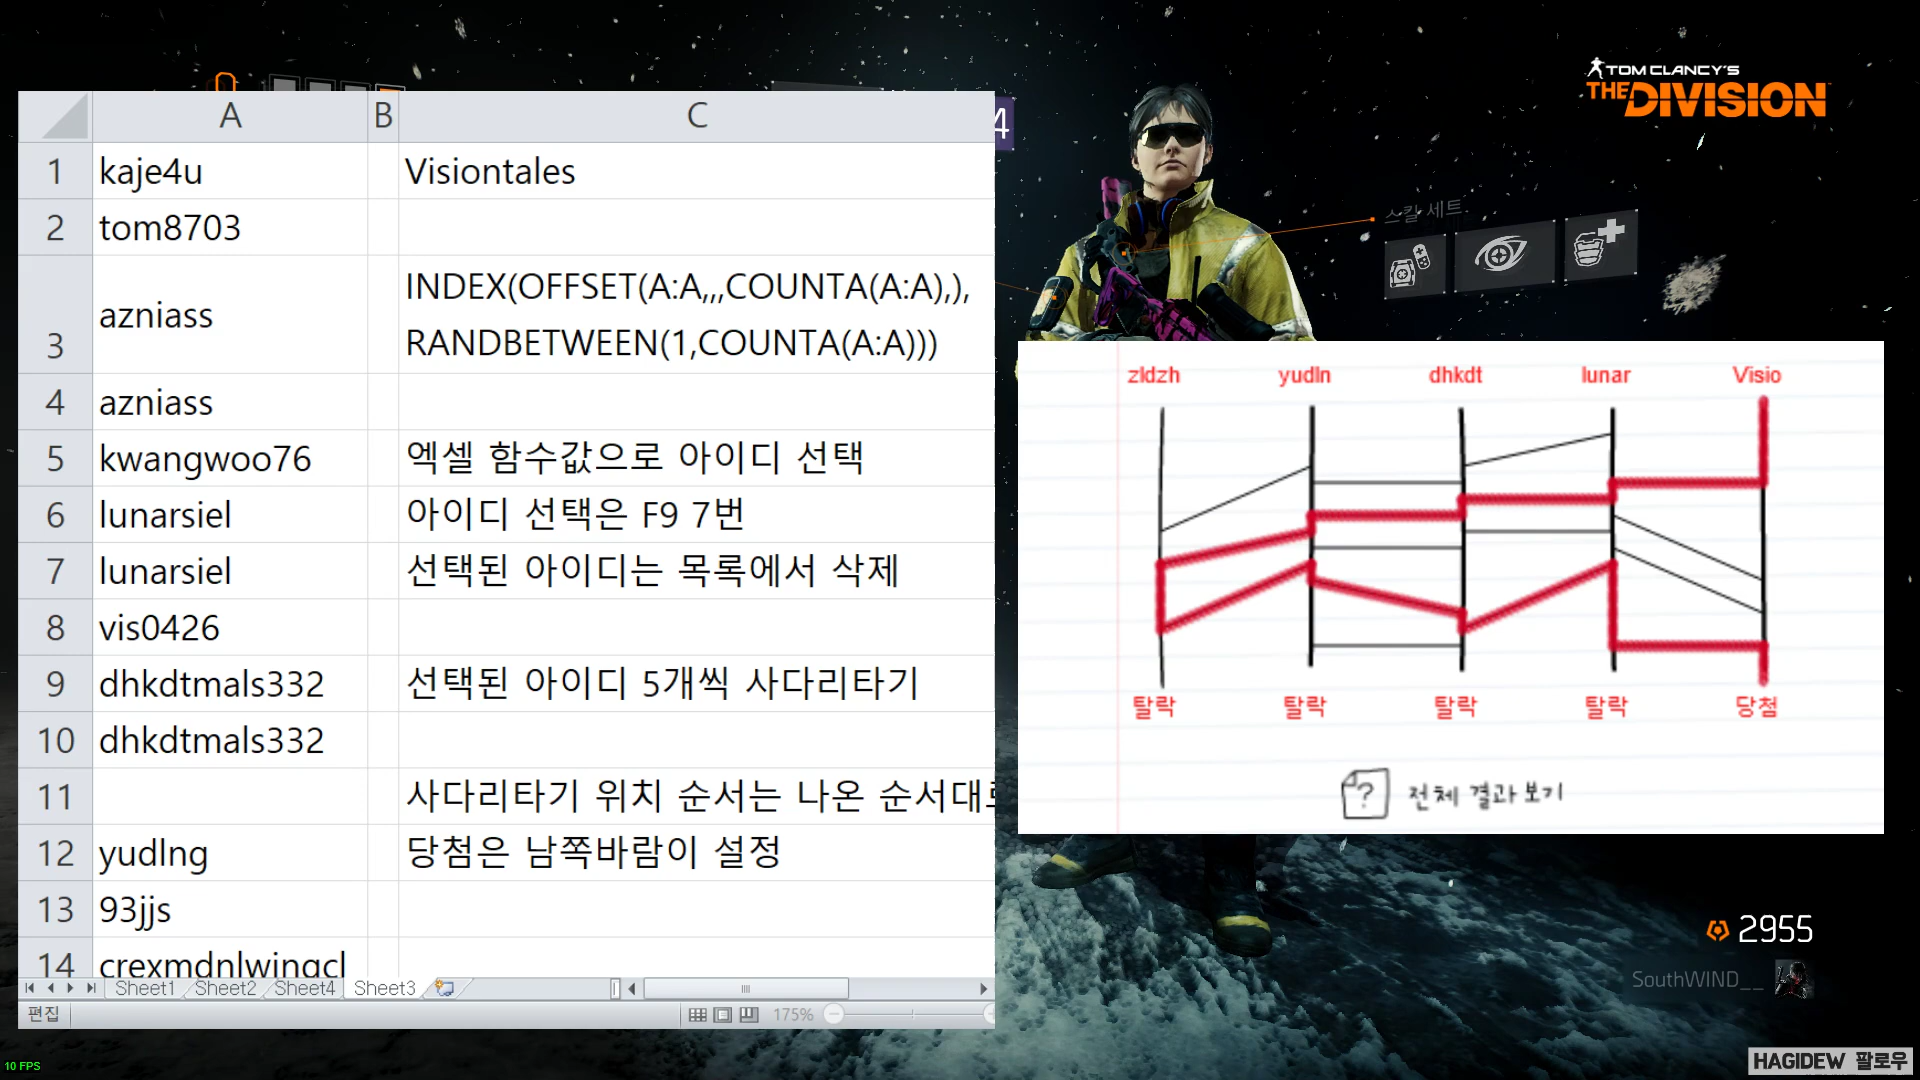 TOM CLANCY'S
THE DIVISION
4
스킬 세트
A B C
1 kaje4u Visiontales
2 tom8703
INDEX(OFFSET(A:A,,,COUNTA(A:A),),
3 azniass
RANDBETWEEN(1,COUNTA(A:A)))
4 azniass
5 kwangwoo76 엑셀 함수값으로 아이디 선택
6 lunarsiel 아이디 선택은 F9 7번
7 lunarsiel 선택된 아이디는 목록에서 삭제
8 vis0426
9 dhkdtmals332 선택된 아이디 5개씩 사다리타기
10 dhkdtmals332
11 사다리타기 위치 순서는 나온 순서대로
12 yudlng 당첨은 남쪽바람이 설정
13 93jjs
14 crexmdnlwingcl
Sheet1 Sheet2 Sheet4 Sheet3
편집 175%
zldzh yudln dhkdt lunar Visio
탈락 탈락 탈락 탈락 당첨
? 전체 결과 보기
2955
SouthWIND__
10 FPS
HAGIDEW 팔로우